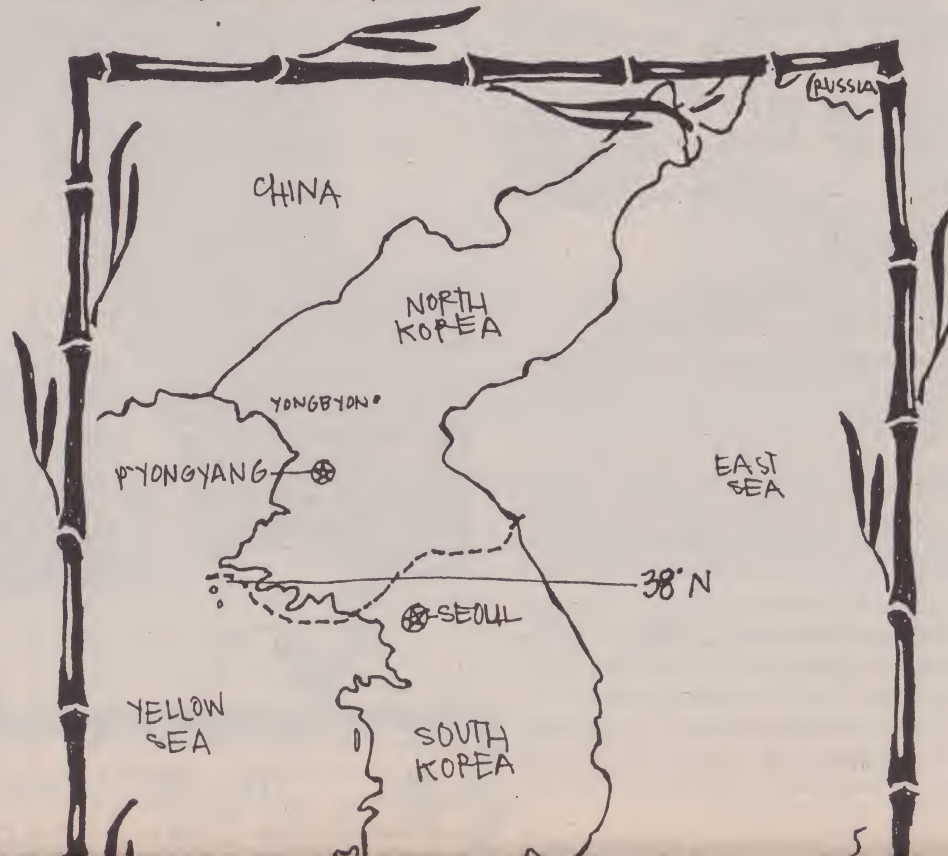 RUSSIA
CHINA
NORTH
KOREA
YONGBYON
PYONGYANG
EAST
SEA
38°N
SEOUL
YELLOW
SEA
SOUTH
KOREA